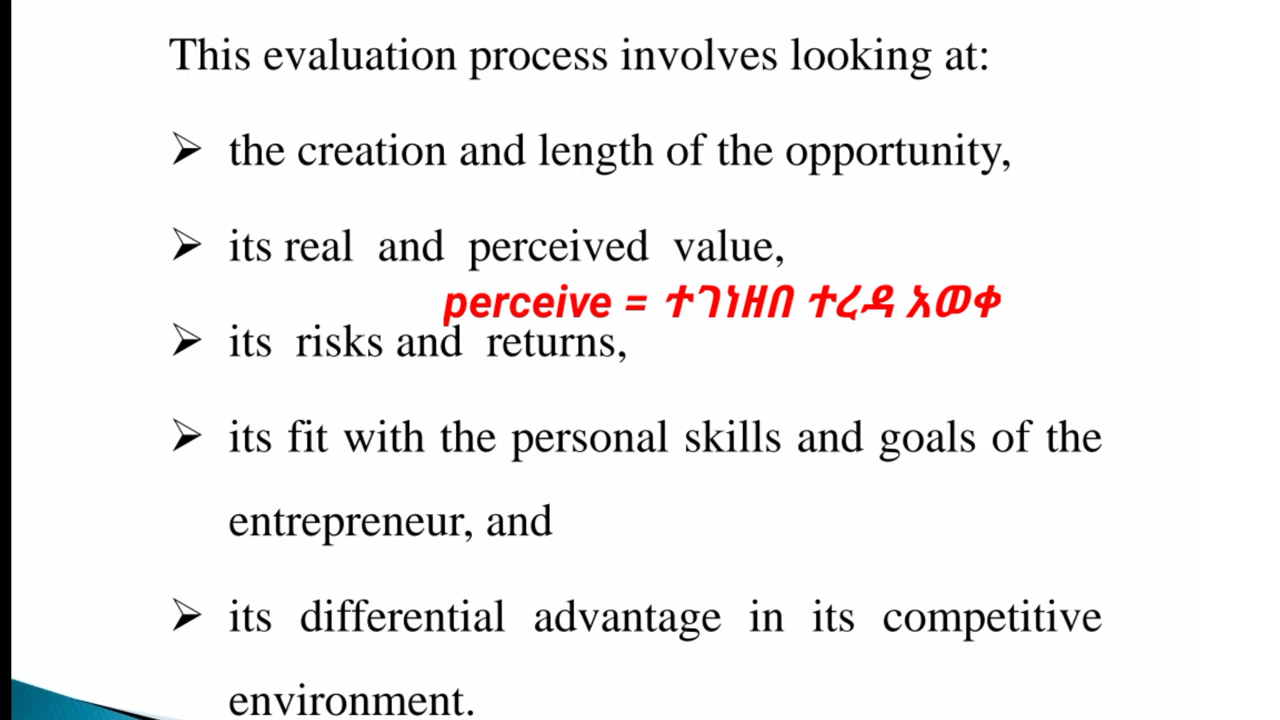 This evaluation process involves looking at:
➢ the creation and length of the opportunity,
➢ its real and perceived value,
perceive = ተገነዘበ ተረዳ አወቀ
➢ its risks and returns,
➢ its fit with the personal skills and goals of the
entrepreneur, and
➢ its differential advantage in its competitive
environment.